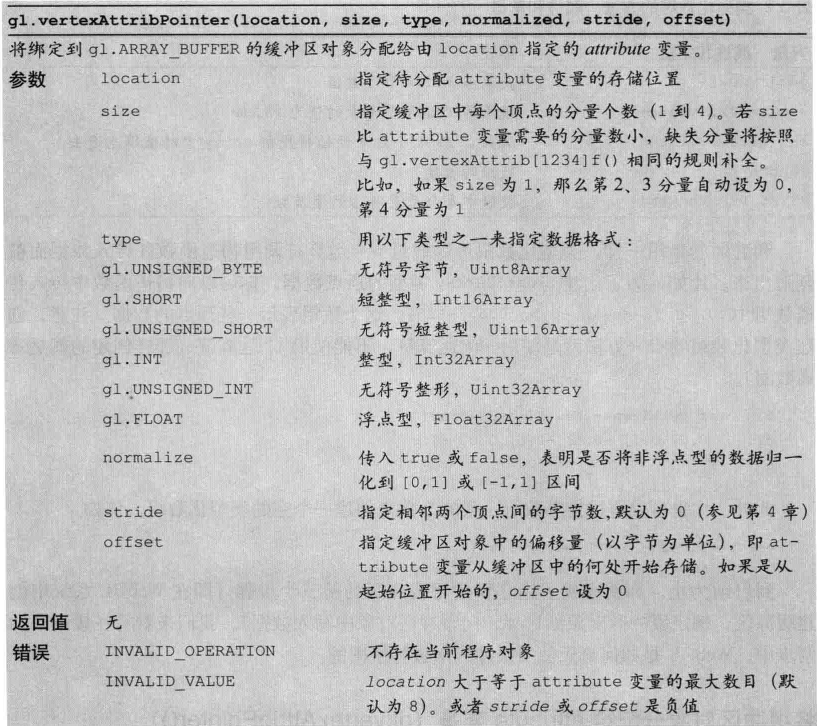 gl.vertexAttribPointer(location, size, type, normalized, stride, offset)
将绑定到 gl.ARRAY_BUFFER 的缓冲区对象分配给由 location 指定的 attribute 变量。
参数 location 指定待分配 attribute 变量的存储位置
size 指定缓冲区中每个顶点的分量个数（1 到 4）。若 size
比 attribute 变量需要的分量数小，缺失分量将按照
与 gl.vertexAttrib[1234]f() 相同的规则补全。
比如，如果 size 为 1，那么第 2、3 分量自动设为 0，
第 4 分量为 1
type 用以下类型之一来指定数据格式：
gl.UNSIGNED_BYTE 无符号字节，Uint8Array
gl.SHORT 短整型，Int16Array
gl.UNSIGNED_SHORT 无符号短整型，Uint16Array
gl.INT 整型，Int32Array
gl.UNSIGNED_INT 无符号整形，Uint32Array
gl.FLOAT 浮点型，Float32Array
normalize 传入 true 或 false，表明是否将非浮点型的数据归一
化到 [0,1] 或 [-1,1] 区间
stride 指定相邻两个顶点间的字节数，默认为 0（参见第 4 章）
offset 指定缓冲区对象中的偏移量（以字节为单位），即 at-
tribute 变量从缓冲区中的何处开始存储。如果是从
起始位置开始的，offset 设为 0
返回值 无
错误 INVALID_OPERATION 不存在当前程序对象
INVALID_VALUE location 大于等于 attribute 变量的最大数目（默
认为 8）。或者 stride 或 offset 是负值